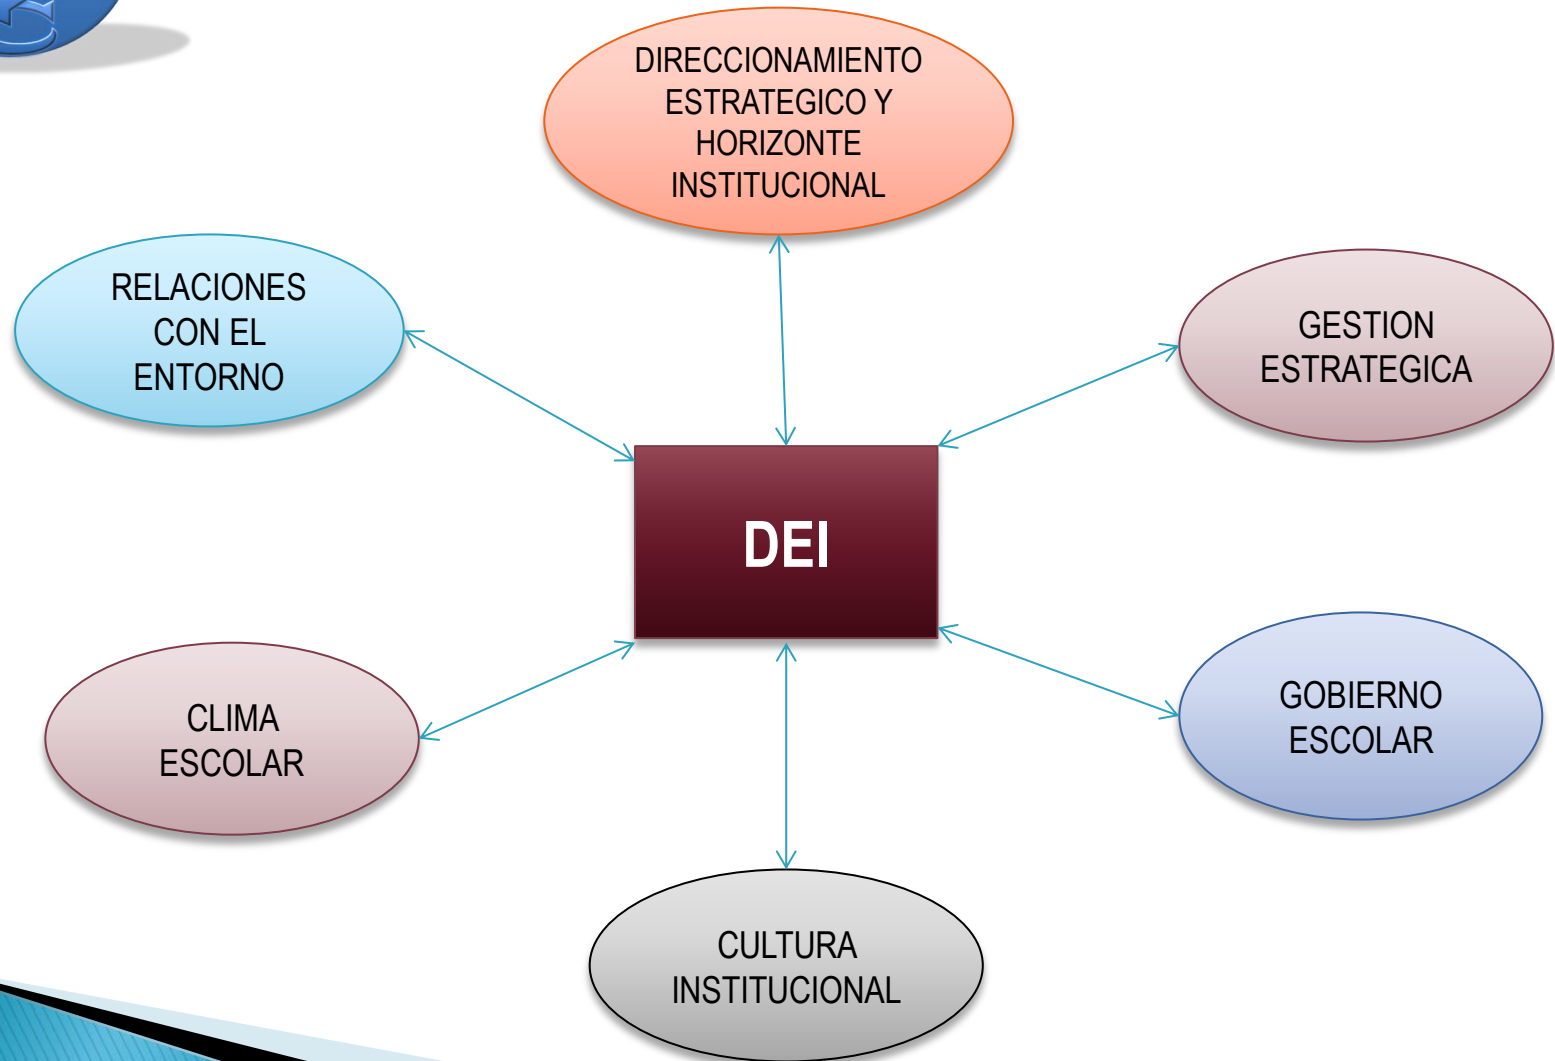 DIRECCIONAMIENTO
ESTRATEGICO Y
HORIZONTE
INSTITUCIONAL
RELACIONES
CON EL
ENTORNO
GESTION
ESTRATEGICA
DEI
CLIMA
ESCOLAR
GOBIERNO
ESCOLAR
CULTURA
INSTITUCIONAL